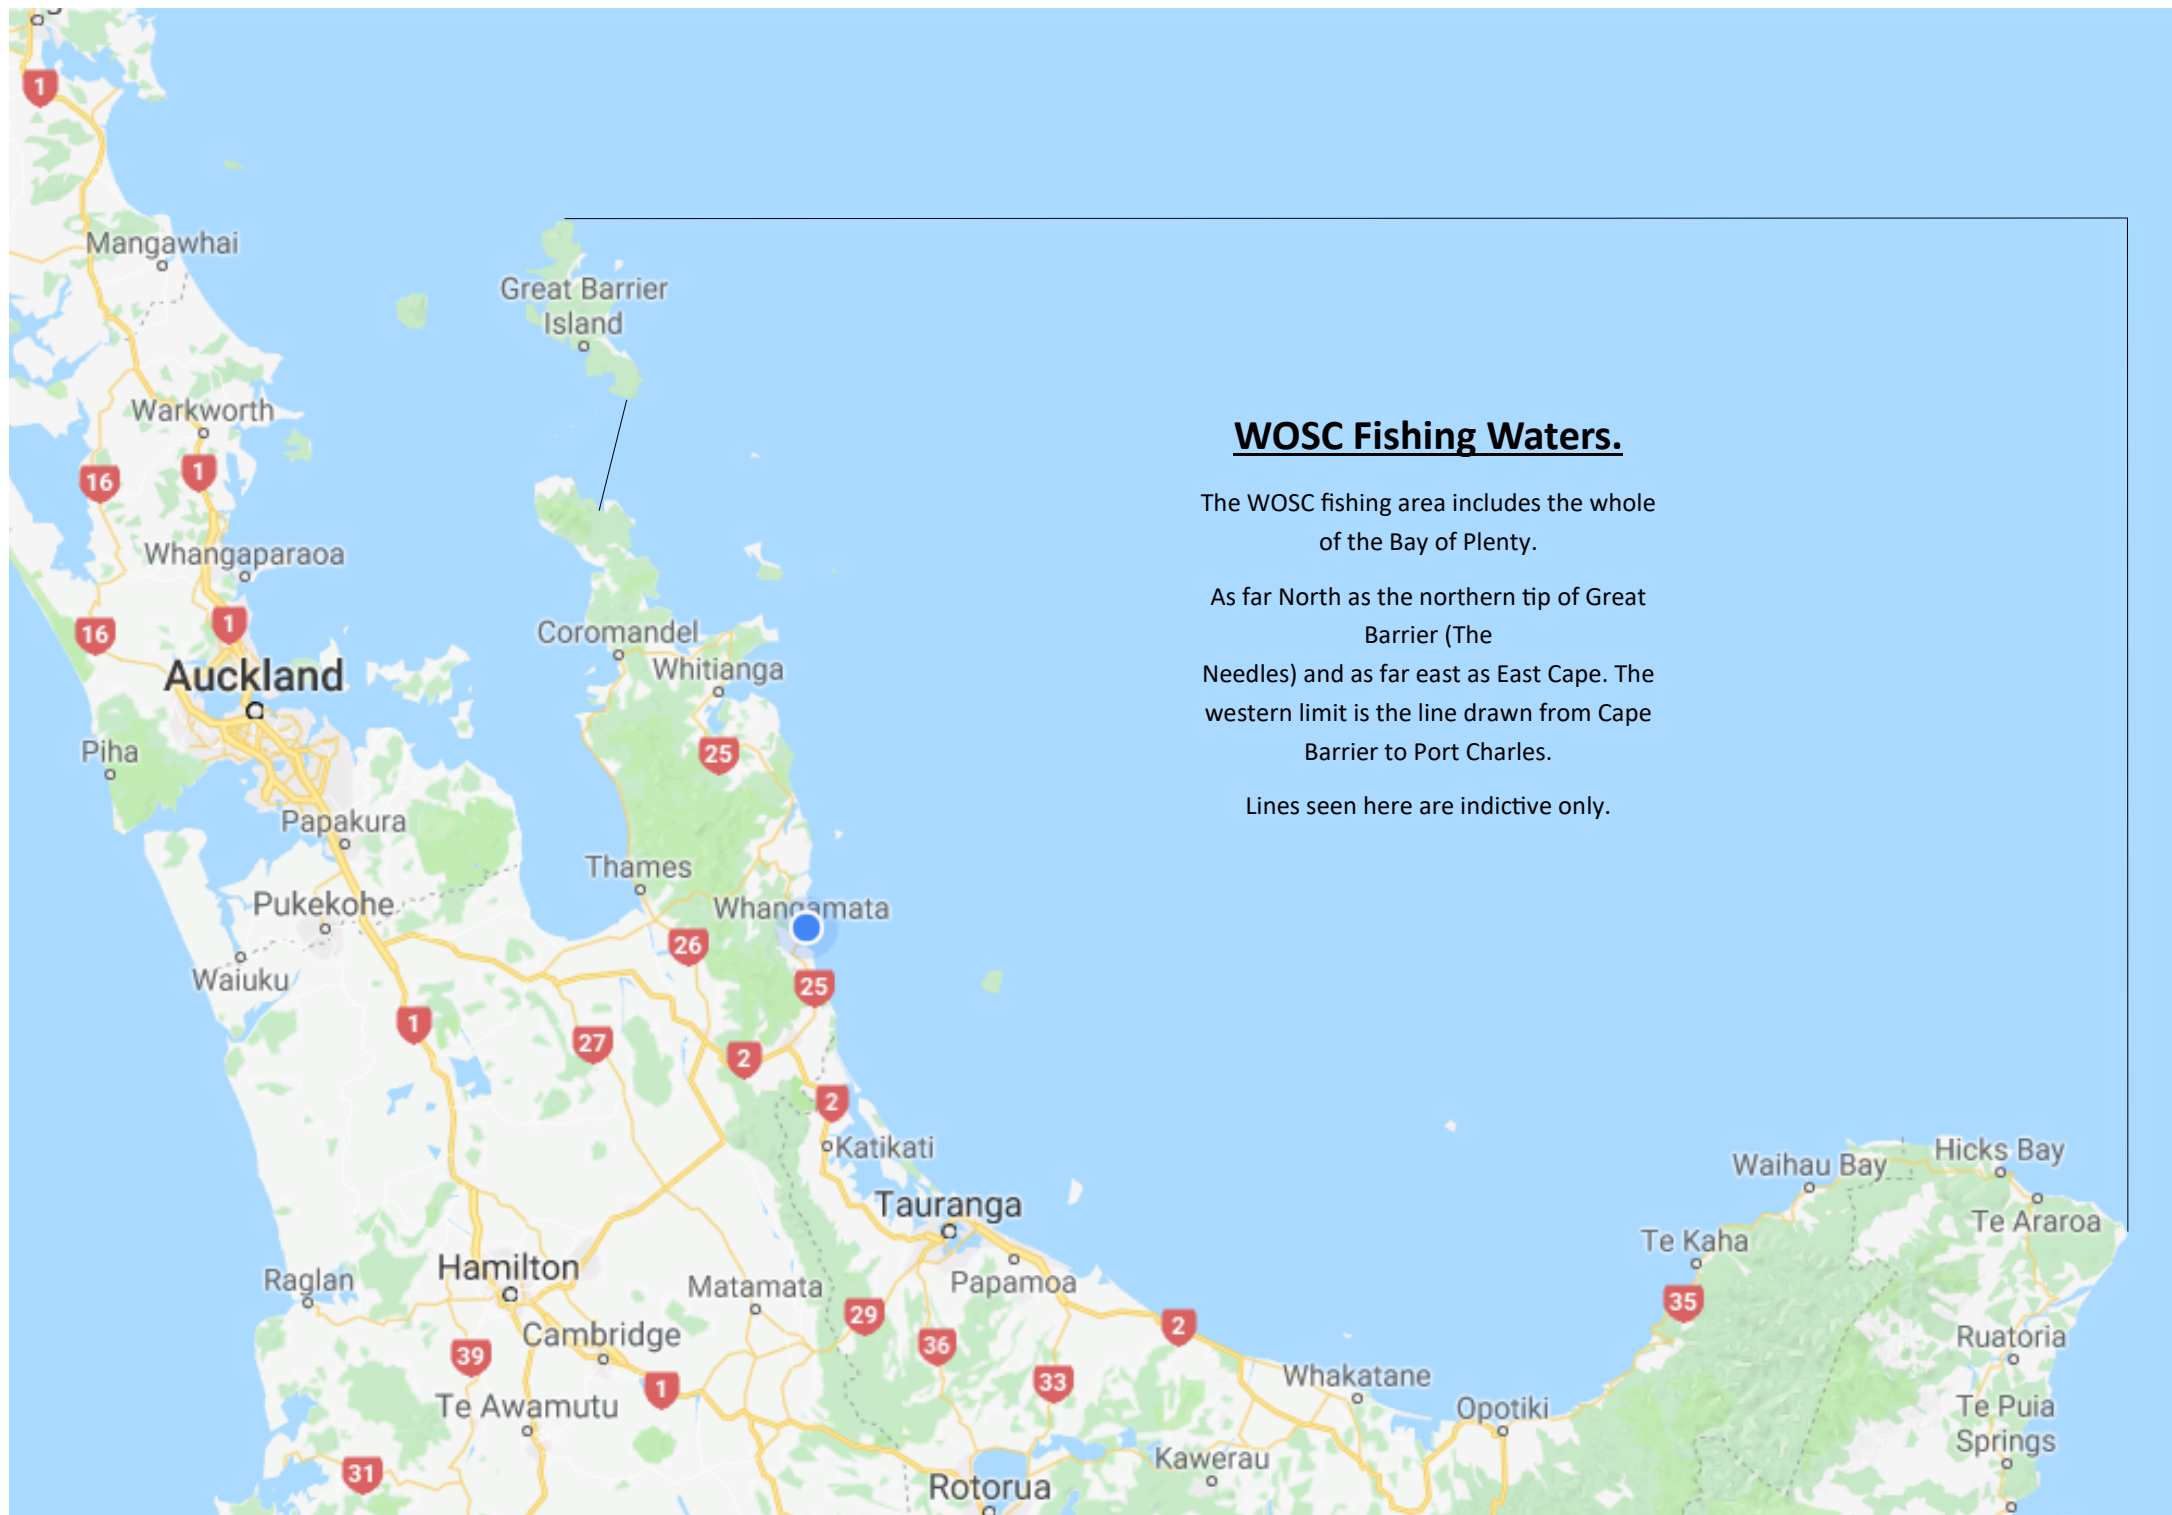 1
Mangawhai
Great Barrier
Island
Warkworth
WOSC Fishing Waters.
The WOSC fishing area includes the whole
of the Bay of Plenty.
As far North as the northern tip of Great
Barrier (The
Needles) and as far east as East Cape. The
western limit is the line drawn from Cape
Barrier to Port Charles.
Lines seen here are indictive only.
16
1
Whangaparaoa
16
1
Coromandel
Auckland
Whitianga
Piha
25
Papakura
Thames
Pukekohe
Whangamata
26
Waiuku
25
1
27
2
2
Katikati
Waihau Bay
Hicks Bay
Tauranga
Te Araroa
Te Kaha
Raglan
Hamilton
Matamata
Papamoa
29
35
2
36
Cambridge
39
Ruatoria
33
1
Whakatane
Te Awamutu
Opotiki
Te Puia
Springs
31
Kawerau
Rotorua